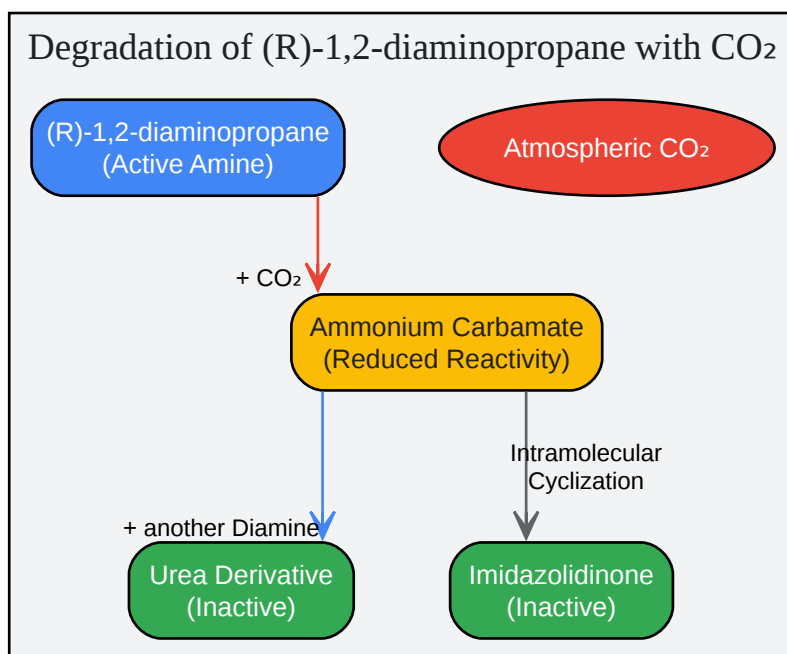 Degradation of (R)-1,2-diaminopropane with CO₂
(R)-1,2-diaminopropane
(Active Amine)
Atmospheric CO₂
+ CO₂
Ammonium Carbamate
(Reduced Reactivity)
Intramolecular
Cyclization
+ another Diamine
Urea Derivative
(Inactive)
Imidazolidinone
(Inactive)